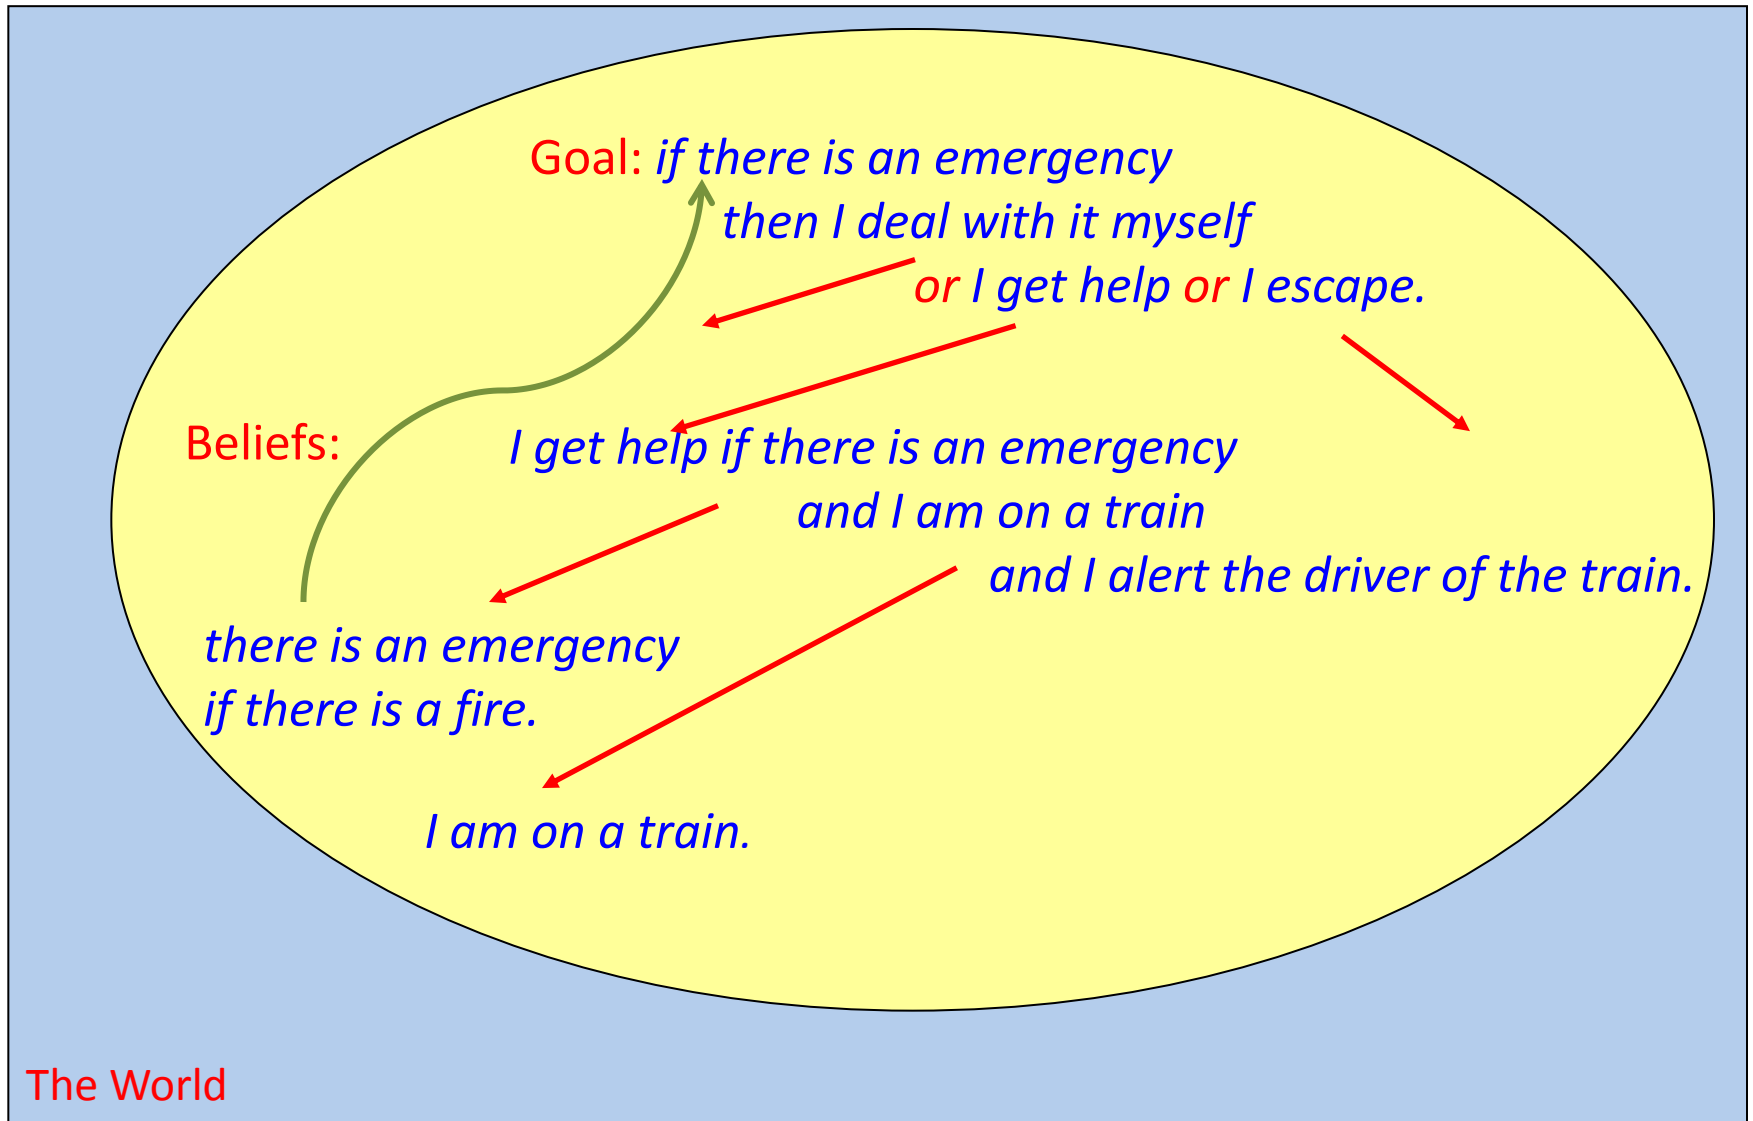 Goal: if there is an emergency
then I deal with it myself
or I get help or I escape.
Beliefs: I get help if there is an emergency
and I am on a train
and I alert the driver of the train.
there is an emergency
if there is a fire.
I am on a train.
The World